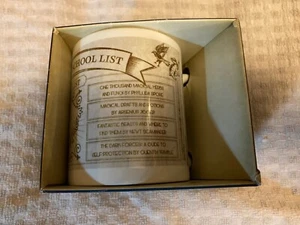 SCHOOL LIST
ONE THOUSAND MAGICAL HERBS
AND FUNGI BY PHYLLIDA SPORE
MAGICAL DRAFTS AND POTIONS
BY ARSENIUS JIGGER
FANTASTIC BEASTS AND WHERE TO
FIND THEM BY NEWT SCAMANDER
THE DARK FORCES: A GUIDE TO
SELF PROTECTION BY QUENTIN TRIMBLE